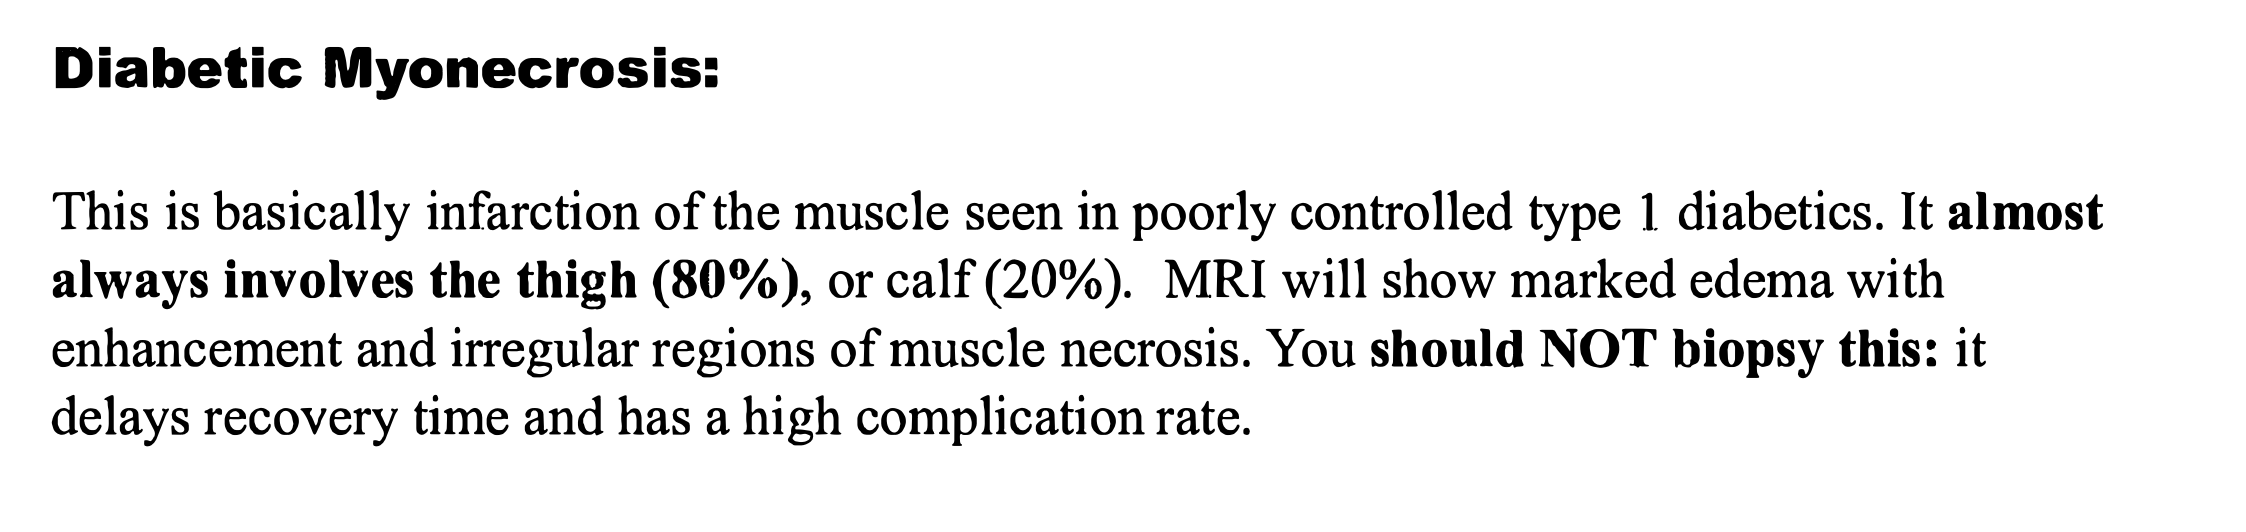 Diabetic Myonecrosis:
This is basically infarction of the muscle seen in poorly controlled type 1 diabetics. It almost
always involves the thigh (80%), or calf (20%). MRI will show marked edema with
enhancement and irregular regions of muscle necrosis. You should NOT biopsy this: it
delays recovery time and has a high complication rate.